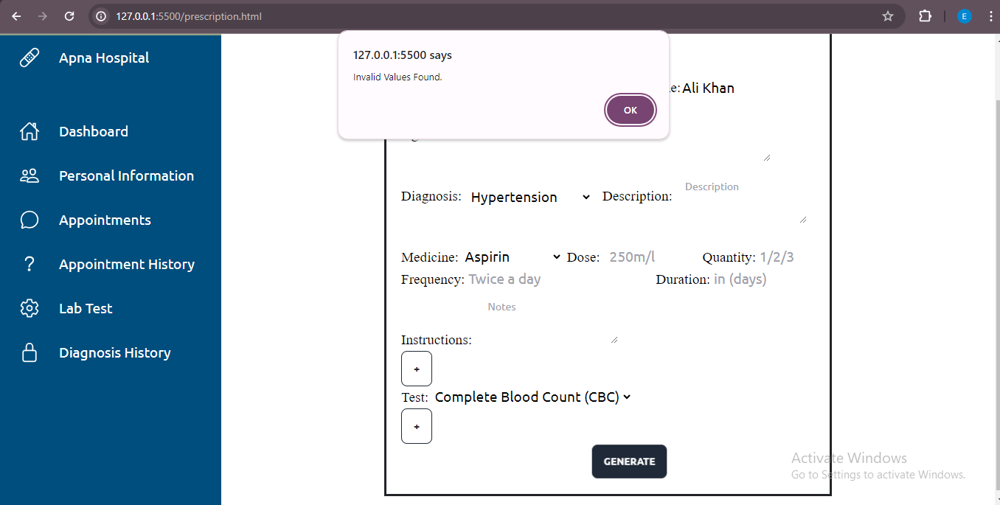 127.0.0.1:5500/prescription.html
E
Apna Hospital
Dashboard
Personal Information
Appointments
Appointment History
Lab Test
Diagnosis History
127.0.0.1:5500 says
Invalid Values Found.
OK
e: Ali Khan
Description
Diagnosis: Hypertension Description:
Medicine: Aspirin Dose: 250m/l Quantity: 1/2/3
Frequency: Twice a day Duration: in (days)
Notes
Instructions:
+
Test: Complete Blood Count (CBC)
+
GENERATE
Activate Windows
Go to Settings to activate Windows.